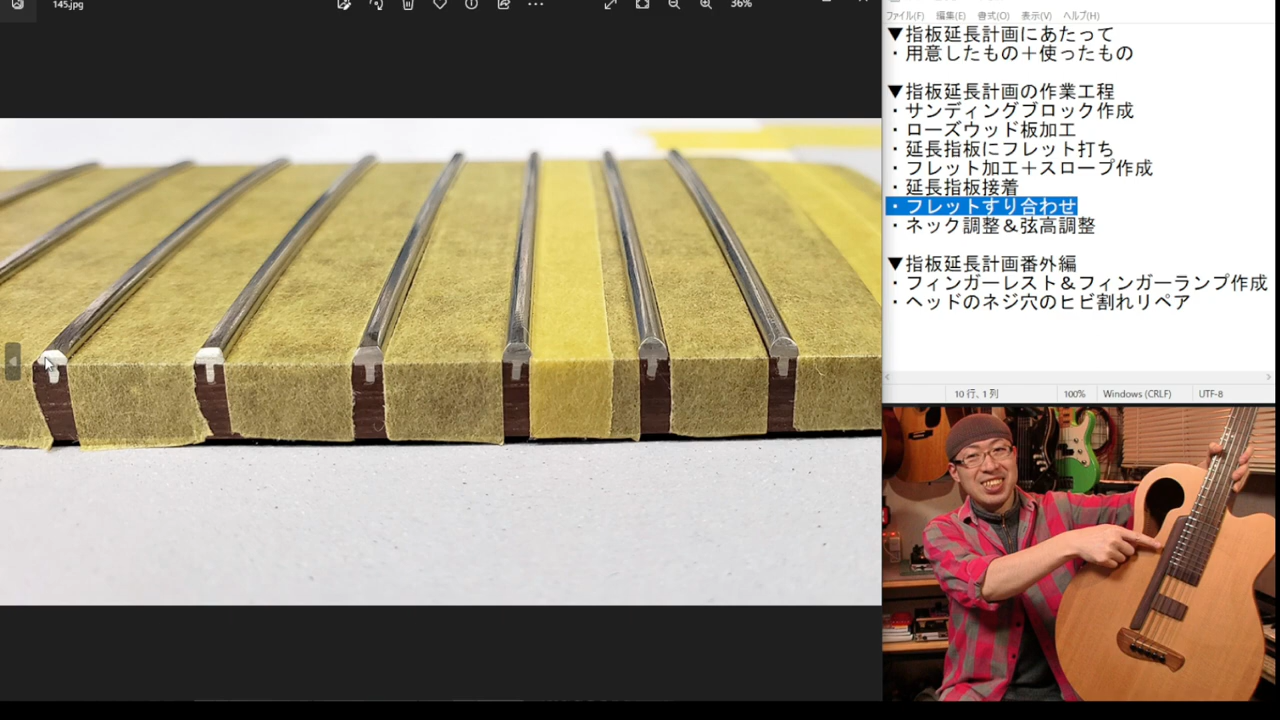 145.jpg
36%
ファイル(F) 編集(E) 書式(O) 表示(V) ヘルプ(H)
▼指板延長計画にあたって
・用意したもの＋使ったもの
▼指板延長計画の作業工程
・サンディングブロック作成
・ローズウッド板加工
・延長指板にフレット打ち
・フレット加工＋スロープ作成
・延長指板接着
・フレットすり合わせ
・ネック調整＆弦高調整
▼指板延長計画番外編
・フィンガーレスト＆フィンガーランプ作成
・ヘッドのネジ穴のヒビ割れリペア
10 行、1 列 100% Windows (CRLF) UTF-8